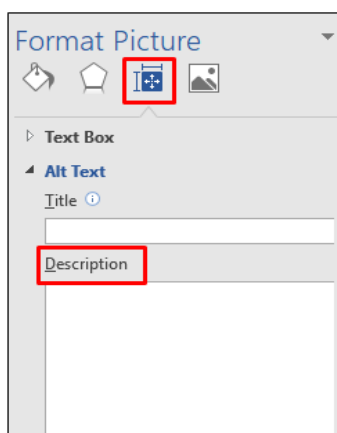 Format Picture
Text Box
Alt Text
Title
Description